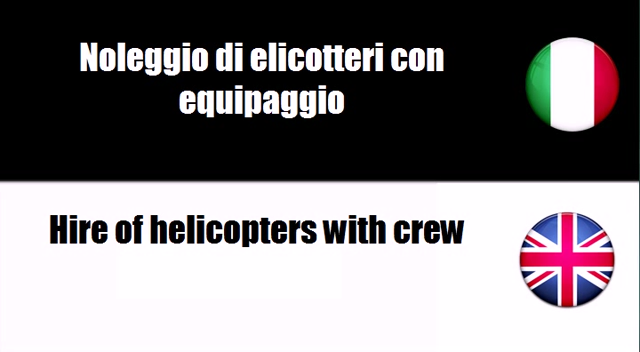 Noleggio di elicotteri con
equipaggio
Hire of helicopters with crew